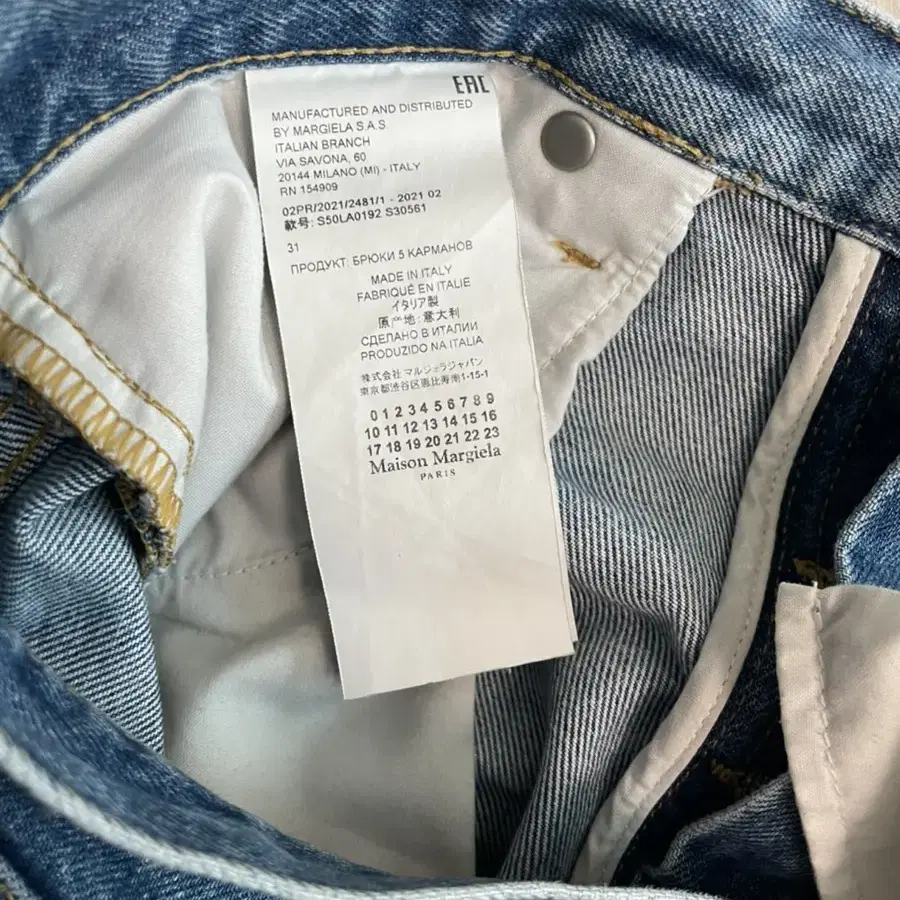 EAC
MANUFACTURED AND DISTRIBUTED
BY MARGIELA S.A.S.
ITALIAN BRANCH
VIA SAVONA, 60
20144 MILANO (MI) - ITALY
RN 154909
02PR/2021/2481/1 - 2021 02
款号: S50LA0192 S30561
31
ПРОДУКТ: БРЮКИ 5 КАРМАНОВ
MADE IN ITALY
FABRIQUÉ EN ITALIE
イタリア製
原产地:意大利
СДЕЛАНО В ИТАЛИИ
PRODUZIDO NA ITALIA
株式会社 マルジェラジャパン
東京都渋谷区恵比寿南1-15-1
0 1 2 3 4 5 6 7 8 9
10 11 12 13 14 15 16
17 18 19 20 21 22 23
Maison Margiela
PARIS